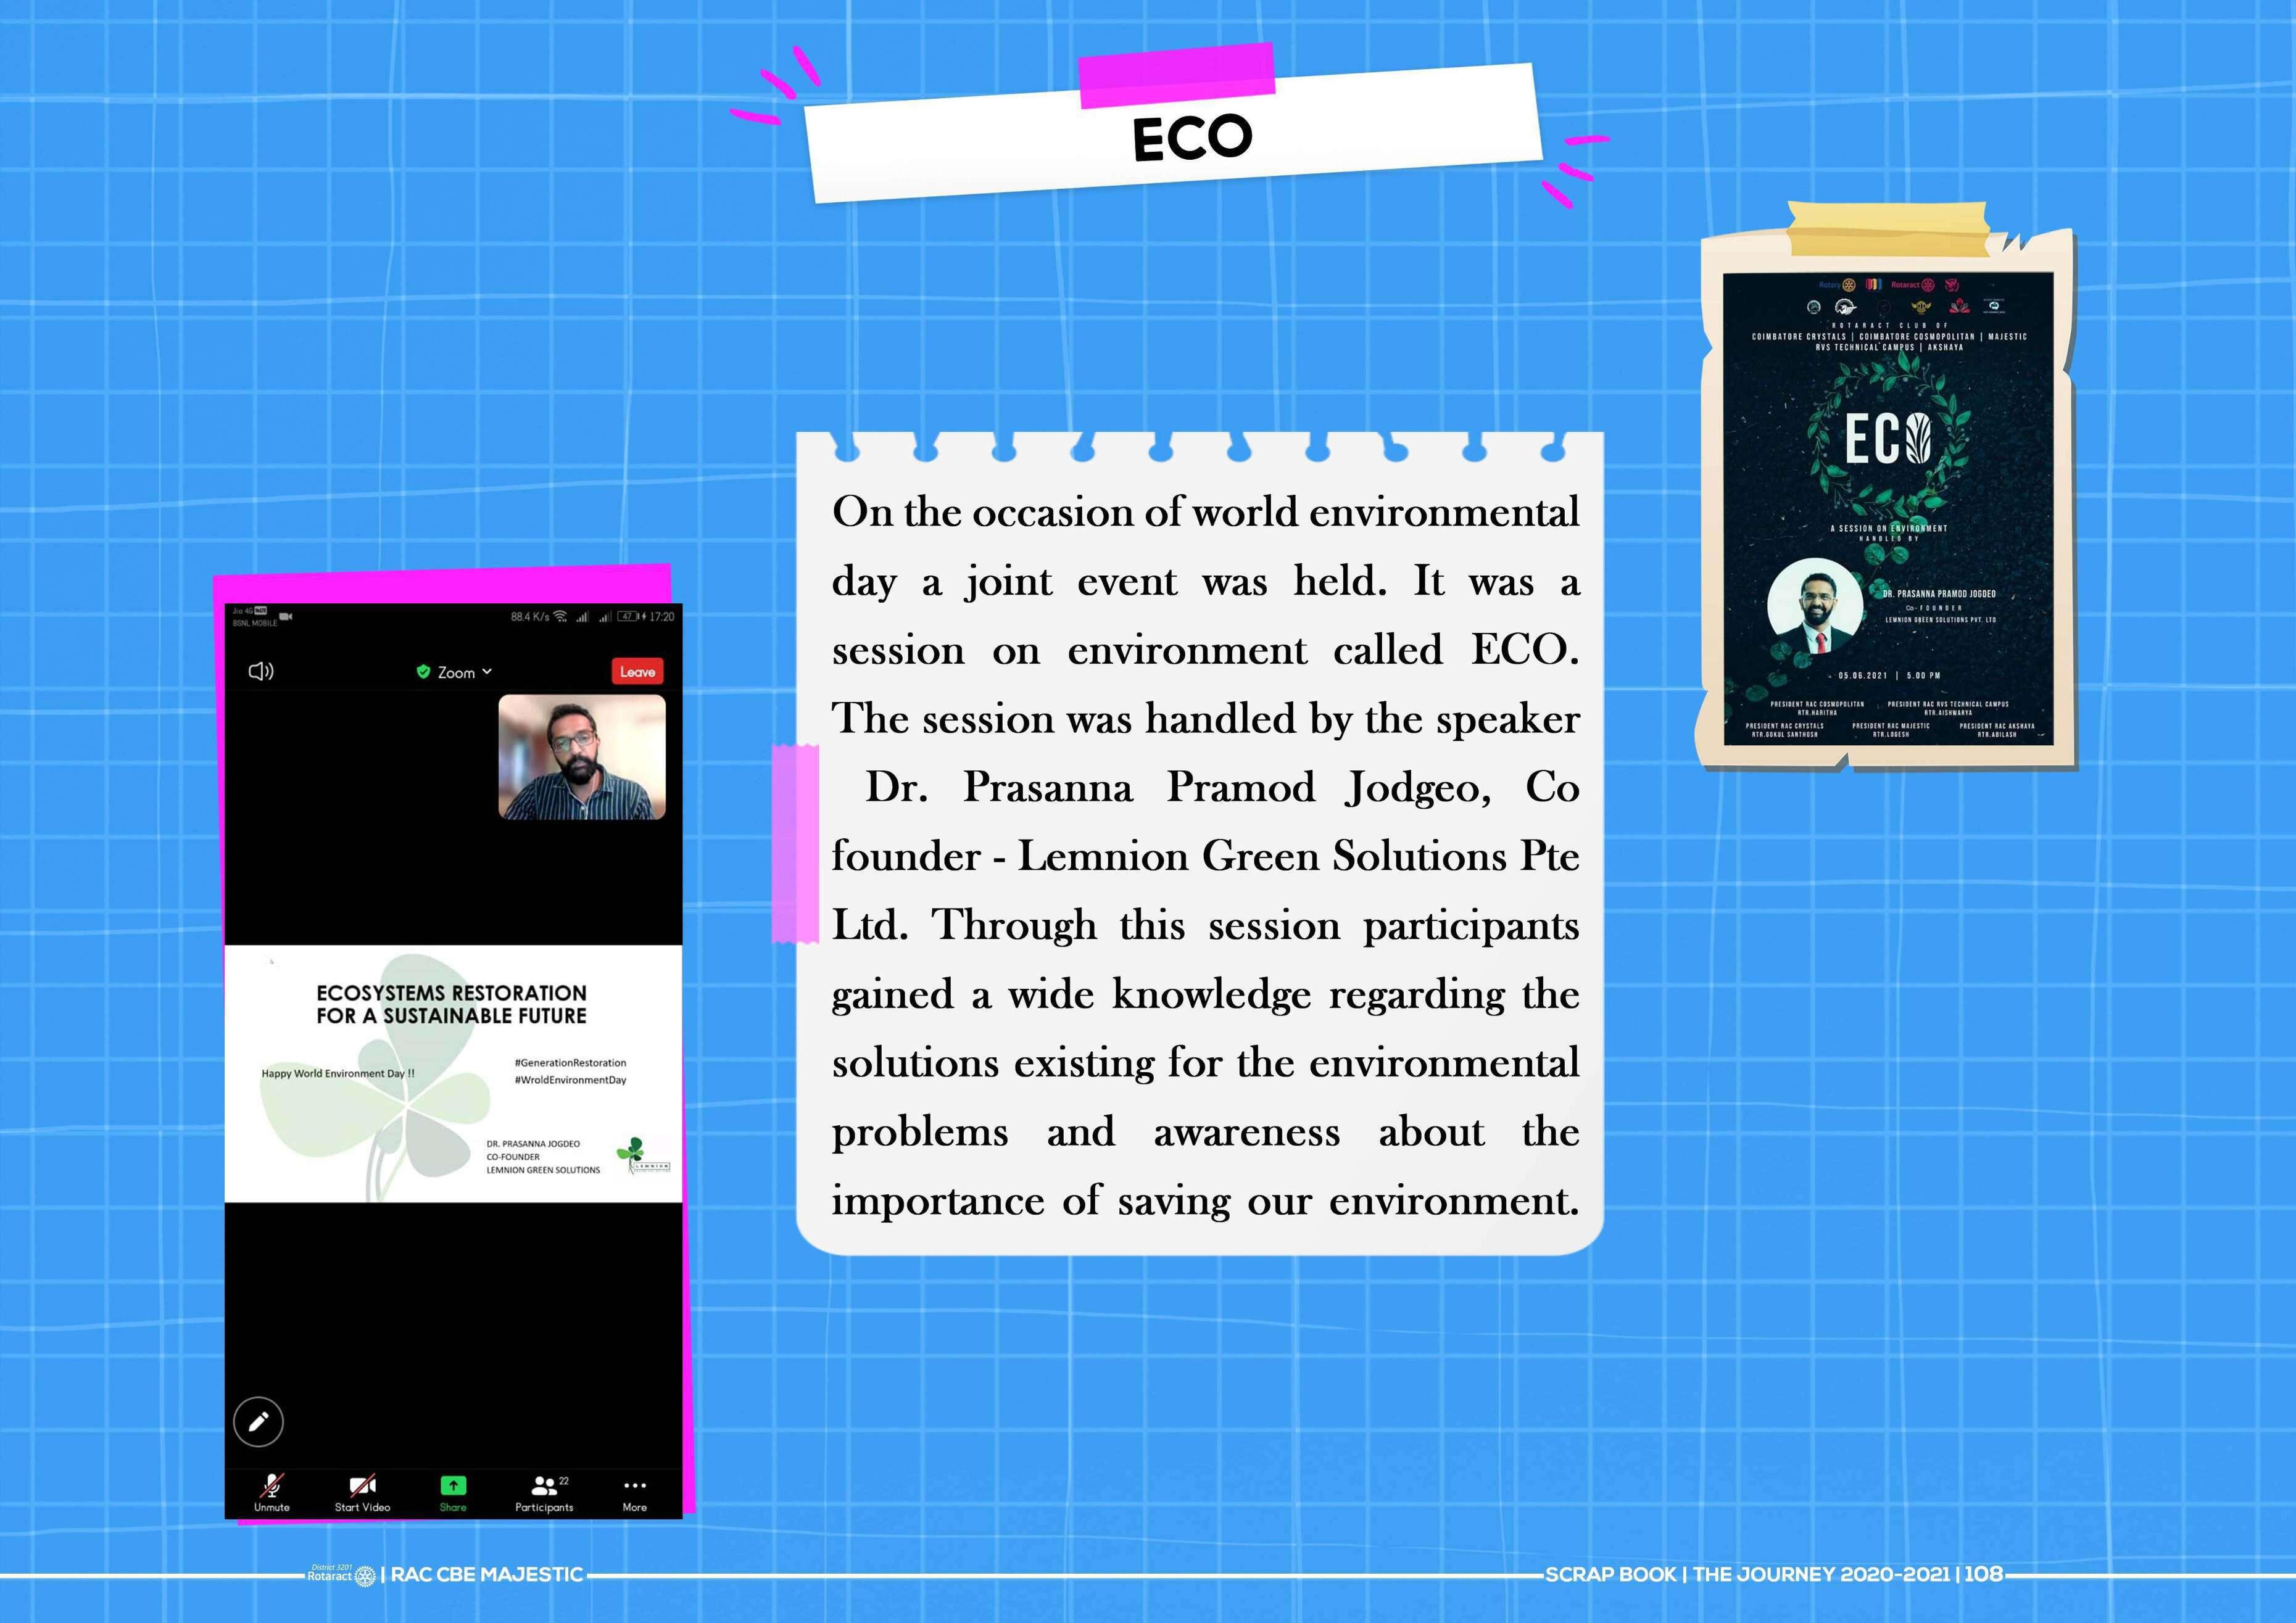 ECO
Rotary
Rotaract
ROTARACT CLUB OF
COIMBATORE CRYSTALS | COIMBATORE COSMOPOLITAN | MAJESTIC
RVS TECHNICAL CAMPUS | AKSHAYA
ECO
A SESSION ON ENVIRONMENT
HANDLED BY
DR. PRASANNA PRAMOD JOGDEO
Co-FOUNDER
LEMNION GREEN SOLUTIONS PVT. LTD
05.06.2021 | 5.00 PM
PRESIDENT RAC COSMOPOLITAN PRESIDENT RAC RVS TECHNICAL CAMPUS
RTR.HARITHA RTR.AISHWARYA
PRESIDENT RAC CRYSTALS PRESIDENT RAC MAJESTIC PRESIDENT RAC AKSHAYA
RTR.GOKUL SANTHOSH RTR.LOGESH RTR.ABILASH
On the occasion of world environmental
day a joint event was held. It was a
session on environment called ECO.
The session was handled by the speaker
Dr. Prasanna Pramod Jodgeo, Co
founder - Lemnion Green Solutions Pte
Ltd. Through this session participants
gained a wide knowledge regarding the
solutions existing for the environmental
problems and awareness about the
importance of saving our environment.
Jio 4G
BSNL MOBILE
88.4 K/s 47 17:20
Zoom
Leave
ECOSYSTEMS RESTORATION
FOR A SUSTAINABLE FUTURE
Happy World Environment Day !!
#GenerationRestoration
#WroldEnvironmentDay
DR. PRASANNA JOGDEO
CO-FOUNDER
LEMNION GREEN SOLUTIONS
LEMNION
Unmute Start Video Share Participants 22 More
District 3201
Rotaract | RAC CBE MAJESTIC
SCRAP BOOK | THE JOURNEY 2020-2021 | 108